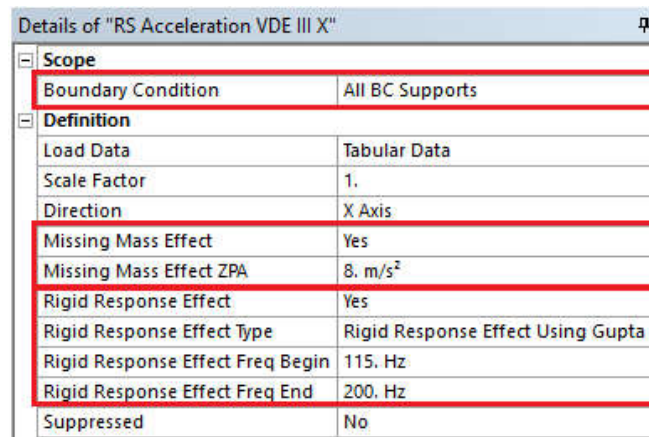 Details of "RS Acceleration VDE III X"
Scope
Boundary Condition All BC Supports
Definition
Load Data Tabular Data
Scale Factor 1.
Direction X Axis
Missing Mass Effect Yes
Missing Mass Effect ZPA 8. m/s²
Rigid Response Effect Yes
Rigid Response Effect Type Rigid Response Effect Using Gupta
Rigid Response Effect Freq Begin 115. Hz
Rigid Response Effect Freq End 200. Hz
Suppressed No